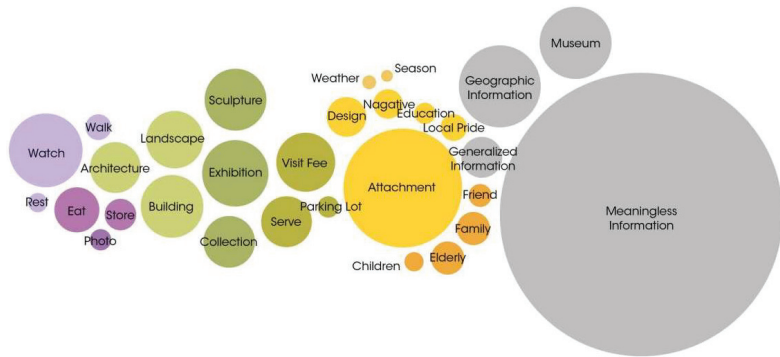 Museum
Season
Weather
Geographic
Information
Sculpture
Nagative
Education
Design
Local Pride
Walk
Landscape
Watch
Generalized
Information
Visit Fee
Architecture
Exhibition
Attachment
Friend
Rest
Eat
Store
Building
Parking Lot
Meaningless
Information
Serve
Family
Photo
Collection
Elderly
Children